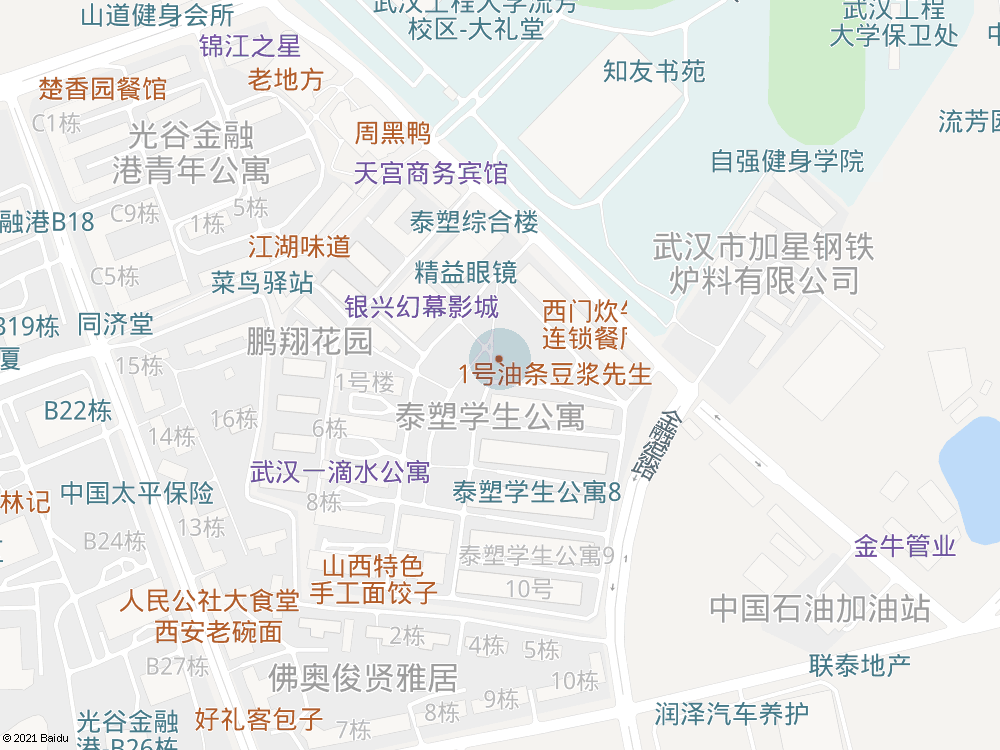 山道健身会所
武汉工程大学流芳
校区-大礼堂
武汉工程
大学保卫处
锦江之星
知友书苑
老地方
楚香园餐馆
C1栋
光谷金融
港青年公寓
周黑鸭
流芳园
自强健身学院
天宫商务宾馆
C9栋
1栋
5栋
融港B18
泰塑综合楼
江湖味道
武汉市加星钢铁
炉料有限公司
精益眼镜
C5栋
菜鸟驿站
银兴幻幕影城
西门炊牛
连锁餐厅
B19栋
同济堂
鹏翔花园
厦
1号楼
1号油条豆浆先生
B22栋
16栋
泰塑学生公寓
金融港路
14栋
6栋
武汉一滴水公寓
中国太平保险
林记
8栋
泰塑学生公寓8
13栋
B24栋
泰塑学生公寓9
金牛管业
山西特色
手工面饺子
10号
人民公社大食堂
西安老碗面
中国石油加油站
2栋
4栋
5栋
B27栋
佛奥俊贤雅居
联泰地产
10栋
9栋
8栋
7栋
好礼客包子
润泽汽车养护
光谷金融
港-B26栋
© 2021 Baidu